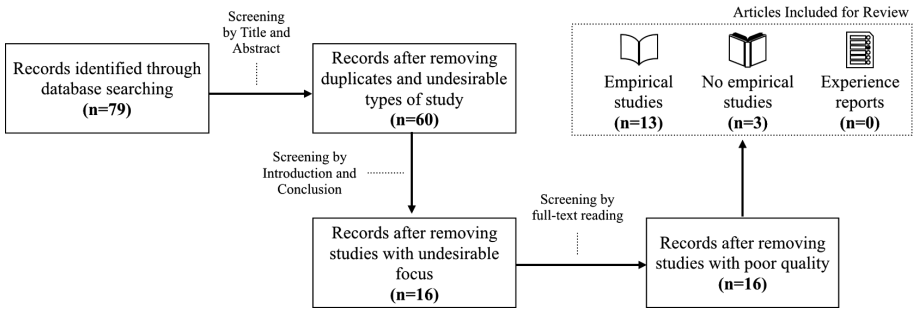 Records identified through
database searching
(n=79)
Screening
by Title and
Abstract
Records after removing
duplicates and undesirable
types of study
(n=60)
Screening by
Introduction and
Conclusion
Records after removing
studies with undesirable
focus
(n=16)
Screening by
full-text reading
Records after removing
studies with poor quality
(n=16)
Articles Included for Review
Empirical
studies
(n=13)
No empirical
studies
(n=3)
Experience
reports
(n=0)